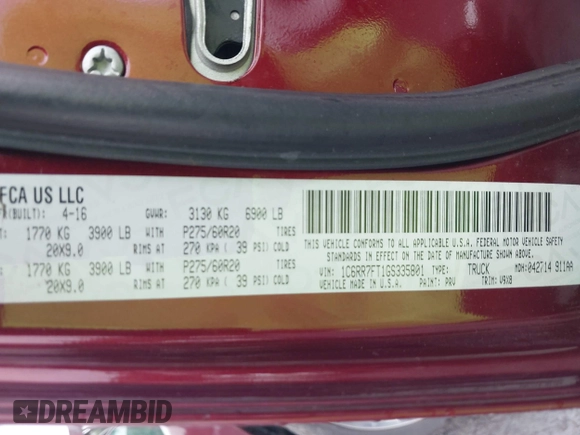 FCA US LLC
(BUILT): 4-16 GVWR: 3130 KG 6900 LB
1770 KG 3900 LB WITH P275/60R20 TIRES
20X9.0 RIMS AT 270 KPA ( 39 PSI) COLD
1770 KG 3900 LB WITH P275/60R20 TIRES
20X9.0 RIMS AT 270 KPA ( 39 PSI) COLD
THIS VEHICLE CONFORMS TO ALL APPLICABLE U.S.A. FEDERAL MOTOR VEHICLE SAFETY
STANDARDS IN EFFECT ON THE DATE OF MANUFACTURE SHOWN ABOVE
VIN: 1C6RR7FT1GS335801 TYPE: TRUCK MDH:042714 911AA
VEHICLE MADE IN U.S.A. PAINT: PRV TRIM: V9X8
DREAMBID